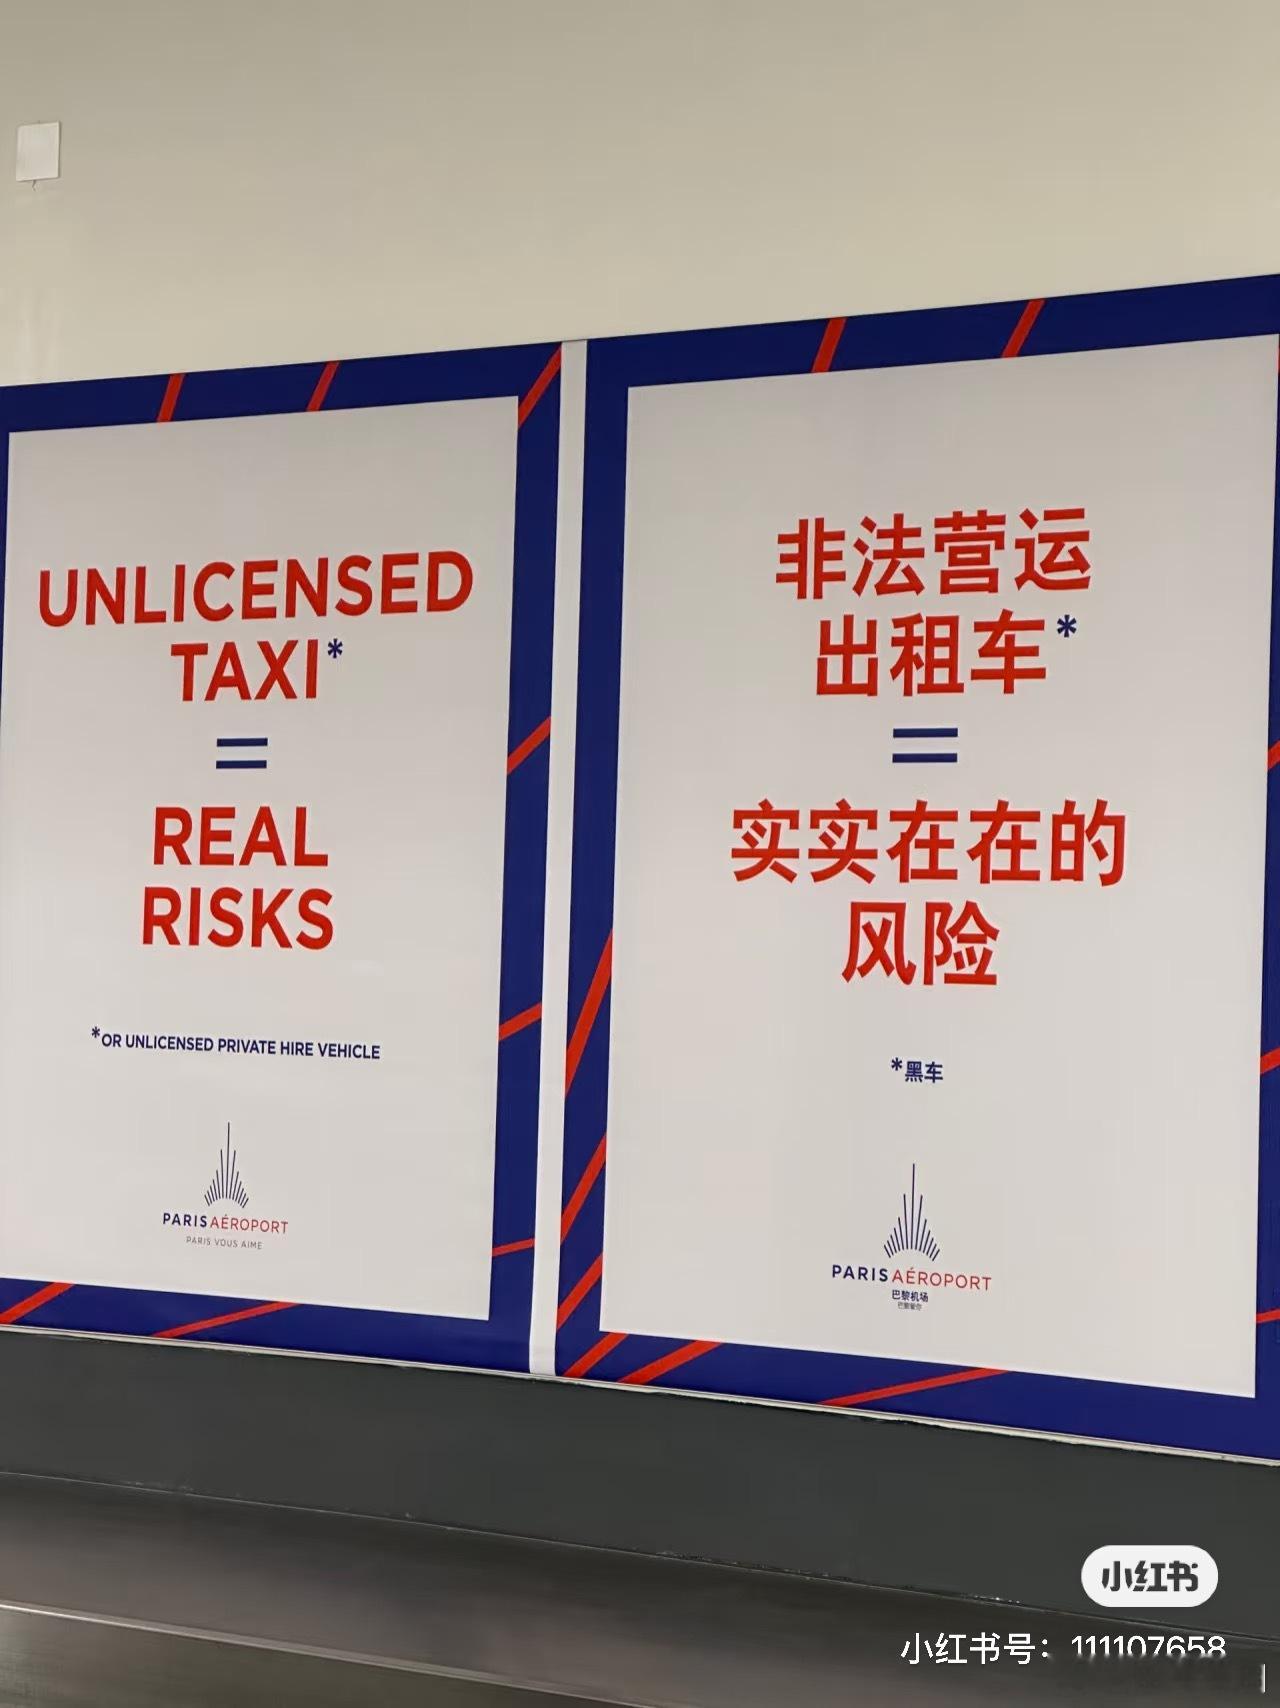 UNLICENSED
TAXI*
=
REAL
RISKS
*OR UNLICENSED PRIVATE HIRE VEHICLE
PARIS AÉROPORT
PARIS VOUS AIME
非法营运
出租车*
=
实实在在的
风险
*黑车
PARIS AÉROPORT
巴黎机场
小红书
小红书号：111107658